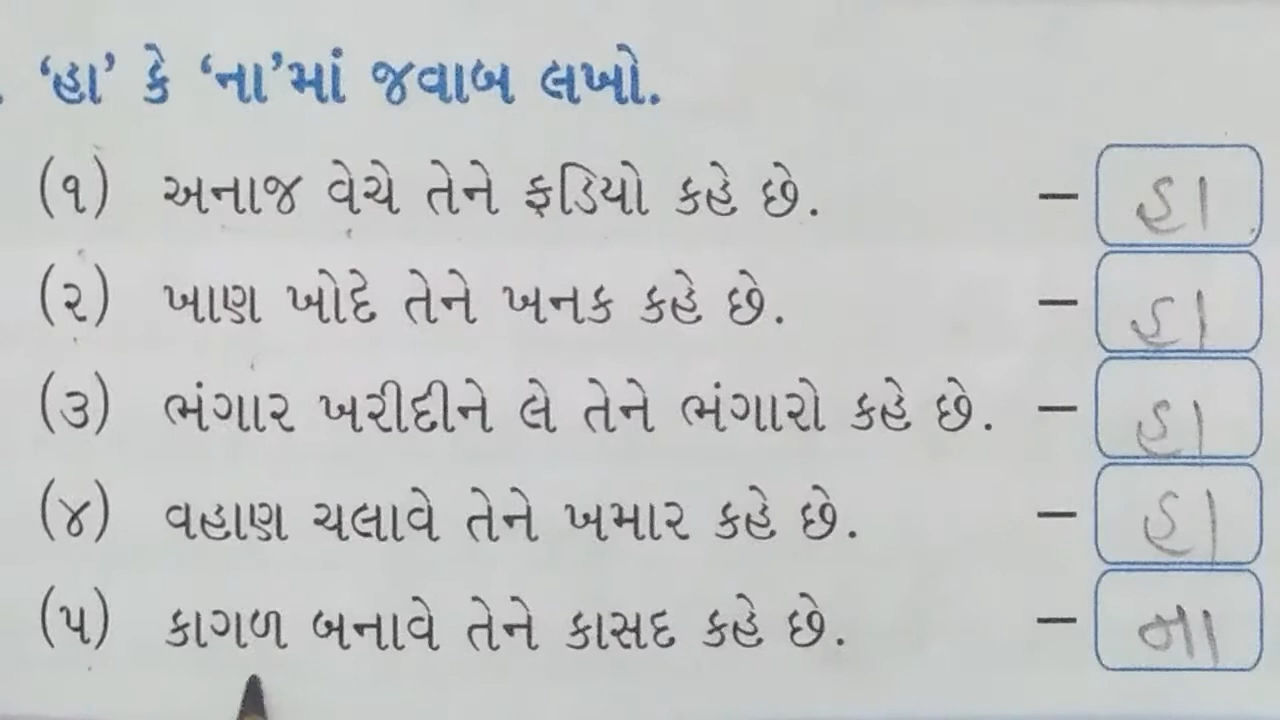 ‘હા’ કે ‘ના’માં જવાબ લખો.
(૧) અનાજ વેચે તેને ફડિયો કહે છે. – હા
(૨) ખાણ ખોદે તેને ખનક કહે છે. – હા
(૩) ભંગાર ખરીદીને લે તેને ભંગારો કહે છે. – હા
(૪) વહાણ ચલાવે તેને ખમાર કહે છે. – હા
(૫) કાગળ બનાવે તેને કાસદ કહે છે. – ના